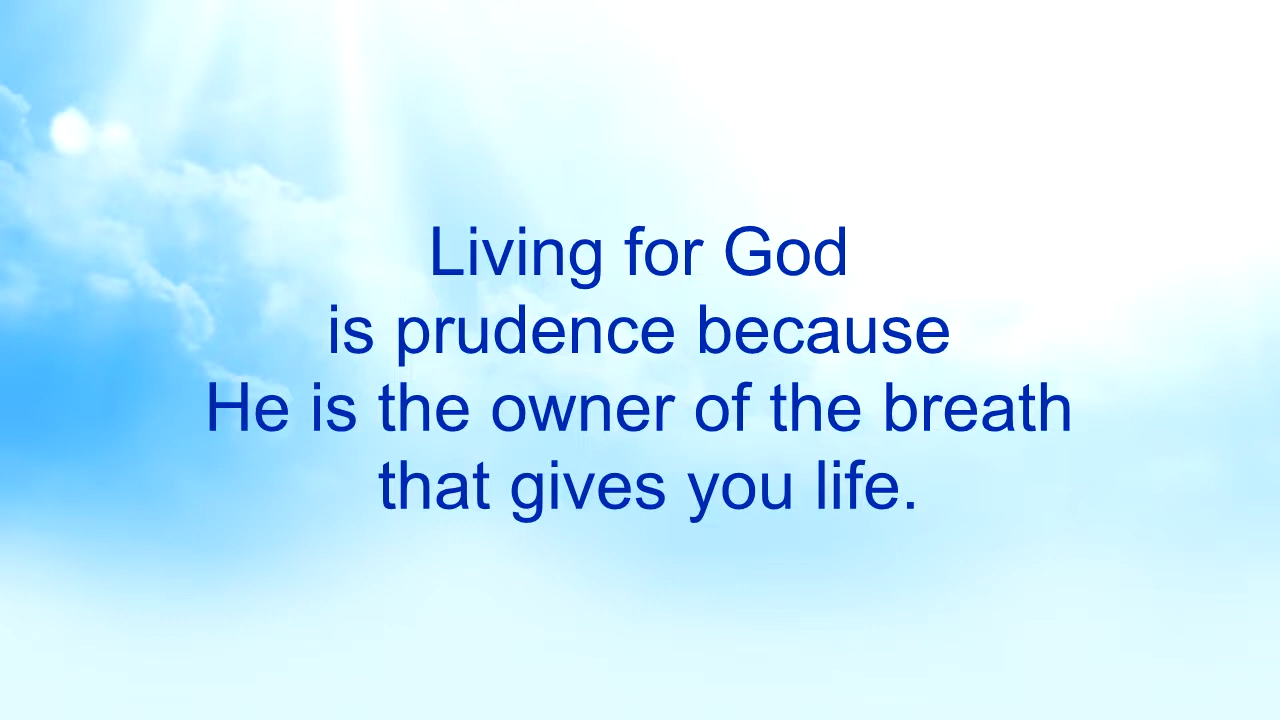 Living for God
is prudence because
He is the owner of the breath
that gives you life.